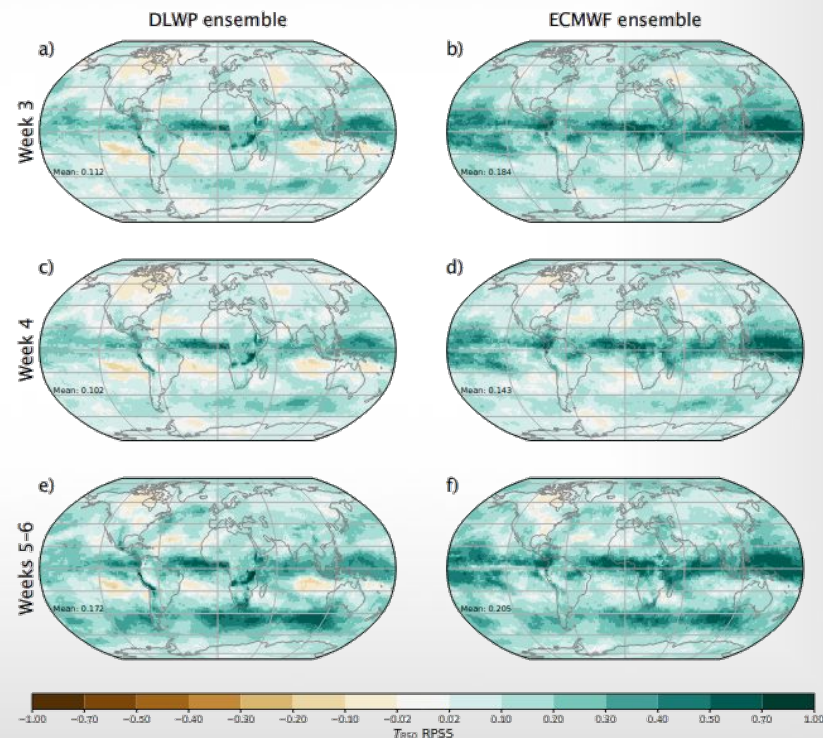 DLWP ensemble ECMWF ensemble
a) b)
Week 3
Mean: 0.112 Mean: 0.184
c) d)
Week 4
Mean: 0.102 Mean: 0.143
e) f)
Weeks 5–6
Mean: 0.172 Mean: 0.205
−1.00 −0.70 −0.50 −0.40 −0.30 −0.20 −0.10 −0.02 0.02 0.10 0.20 0.30 0.40 0.50 0.70 1.00
T850 RPSS